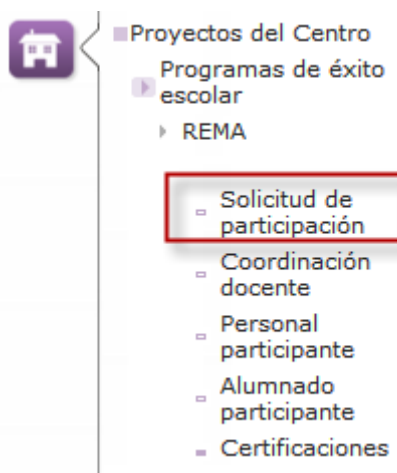 Proyectos del Centro
Programas de éxito
escolar
REMA
Solicitud de
participación
Coordinación
docente
Personal
participante
Alumnado
participante
Certificaciones